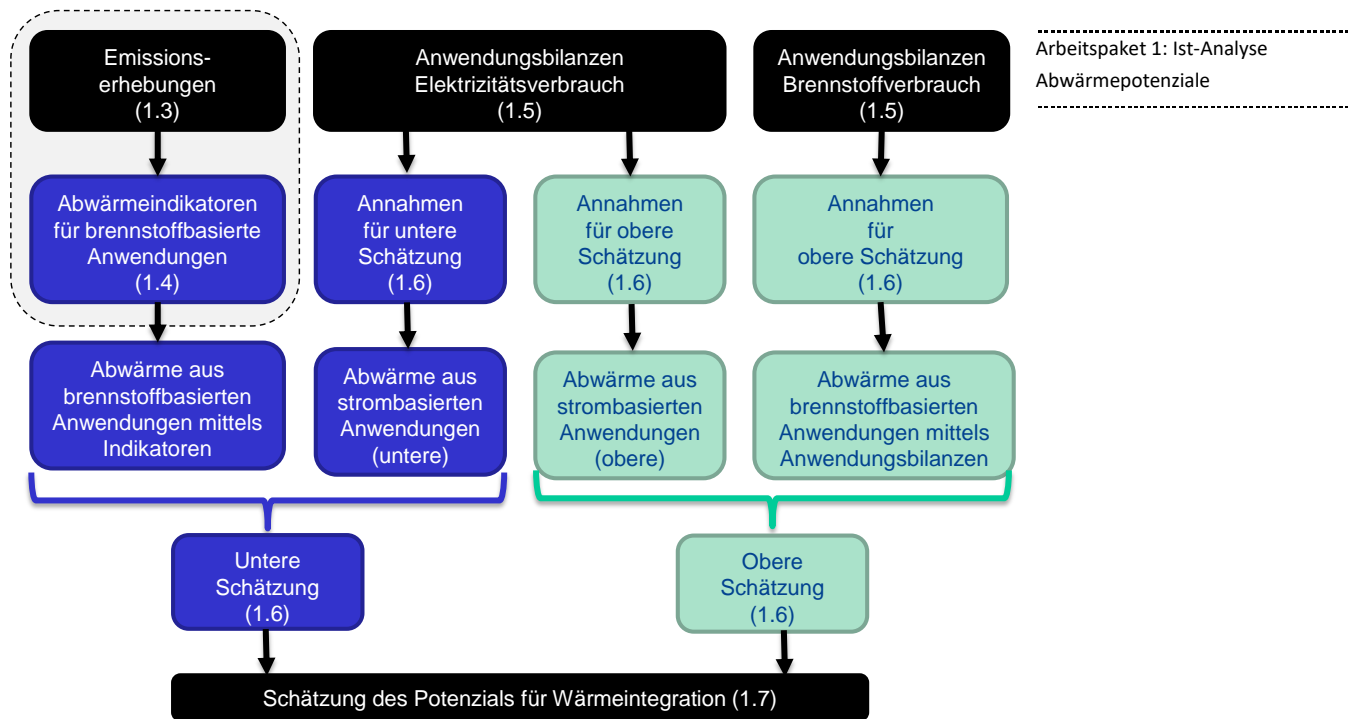 Emissions-
erhebungen
(1.3)
Anwendungsbilanzen
Elektrizitätsverbrauch
(1.5)
Anwendungsbilanzen
Brennstoffverbrauch
(1.5)
Arbeitspaket 1: Ist-Analyse
Abwärmepotenziale
Abwärmeindikatoren
für brennstoffbasierte
Anwendungen
(1.4)
Annahmen
für untere
Schätzung
(1.6)
Annahmen
für obere
Schätzung
(1.6)
Annahmen
für
obere Schätzung
(1.6)
Abwärme aus
brennstoffbasierten
Anwendungen mittels
Indikatoren
Abwärme aus
strombasierten
Anwendungen
(untere)
Abwärme aus
strombasierten
Anwendungen
(obere)
Abwärme aus
brennstoffbasierten
Anwendungen mittels
Anwendungsbilanzen
Untere
Schätzung
(1.6)
Obere
Schätzung
(1.6)
Schätzung des Potenzials für Wärmeintegration (1.7)